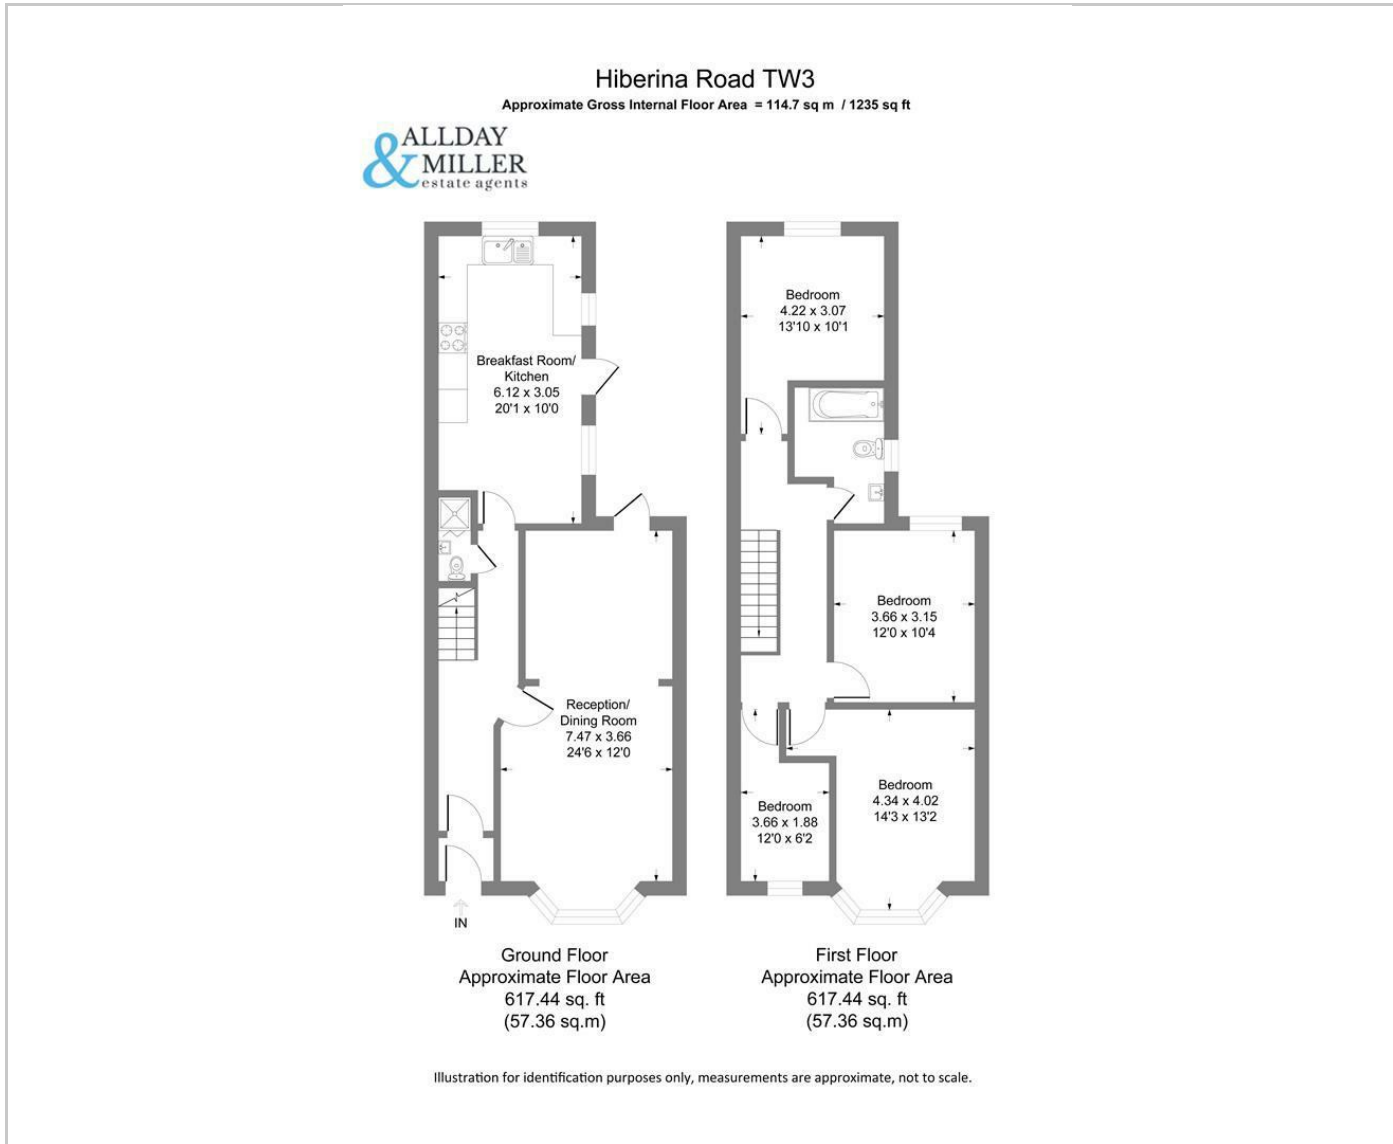 Hiberina Road TW3
Approximate Gross Internal Floor Area = 114.7 sq m / 1235 sq ft
ALLDAY
& MILLER
estate agents
Breakfast Room/
Kitchen
6.12 x 3.05
20'1 x 10'0
Reception/
Dining Room
7.47 x 3.66
24'6 x 12'0
IN
Bedroom
4.22 x 3.07
13'10 x 10'1
Bedroom
3.66 x 3.15
12'0 x 10'4
Bedroom
4.34 x 4.02
14'3 x 13'2
Bedroom
3.66 x 1.88
12'0 x 6'2
Ground Floor
Approximate Floor Area
617.44 sq. ft
(57.36 sq.m)
First Floor
Approximate Floor Area
617.44 sq. ft
(57.36 sq.m)
Illustration for identification purposes only, measurements are approximate, not to scale.